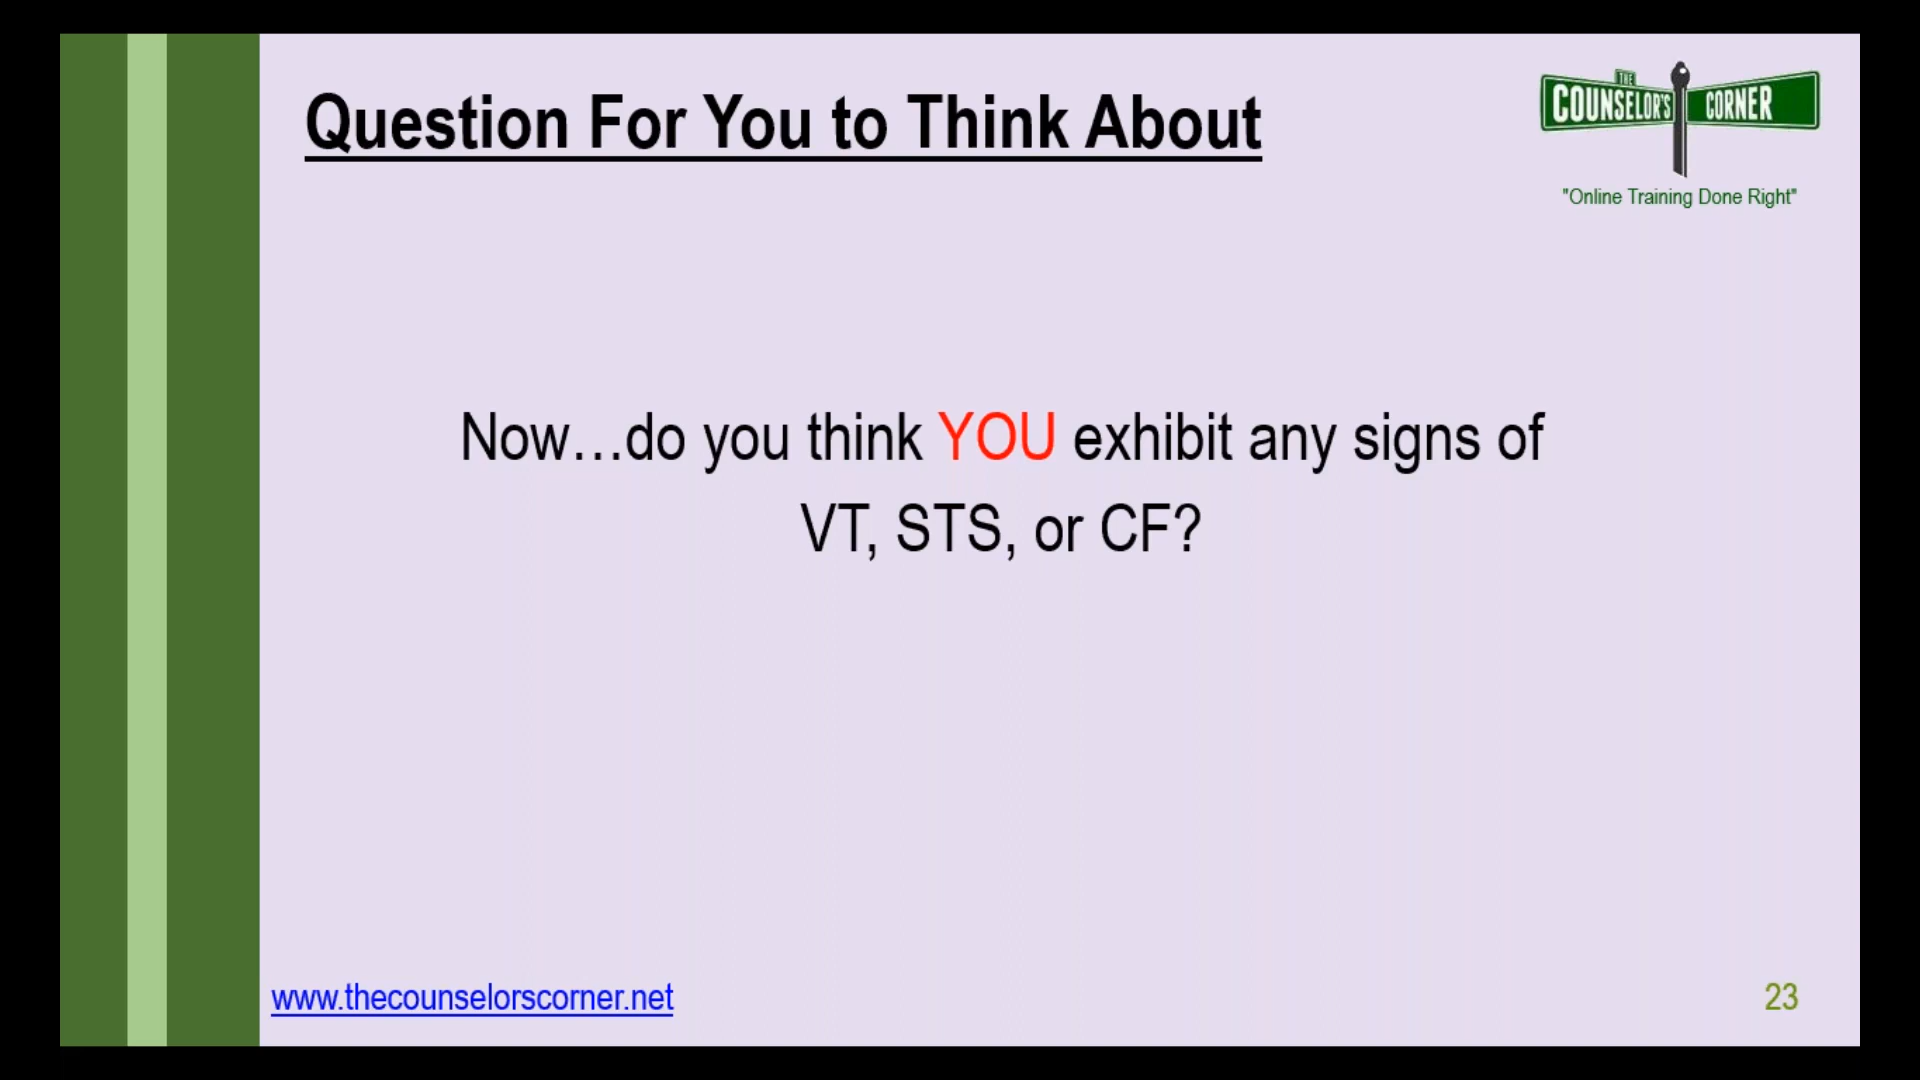 Question For You to Think About
THE
COUNSELOR'S CORNER
"Online Training Done Right"
Now…do you think YOU exhibit any signs of
VT, STS, or CF?
www.thecounselorscorner.net
23